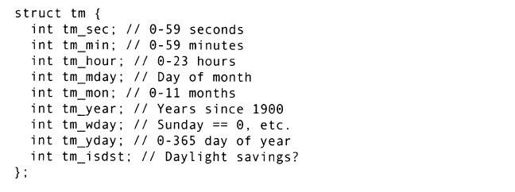 struct tm {
int tm_sec; // 0-59 seconds
int tm_min; // 0-59 minutes
int tm_hour; // 0-23 hours
int tm_mday; // Day of month
int tm_mon; // 0-11 months
int tm_year; // Years since 1900
int tm_wday; // Sunday == 0, etc.
int tm_yday; // 0-365 day of year
int tm_isdst; // Daylight savings?
};